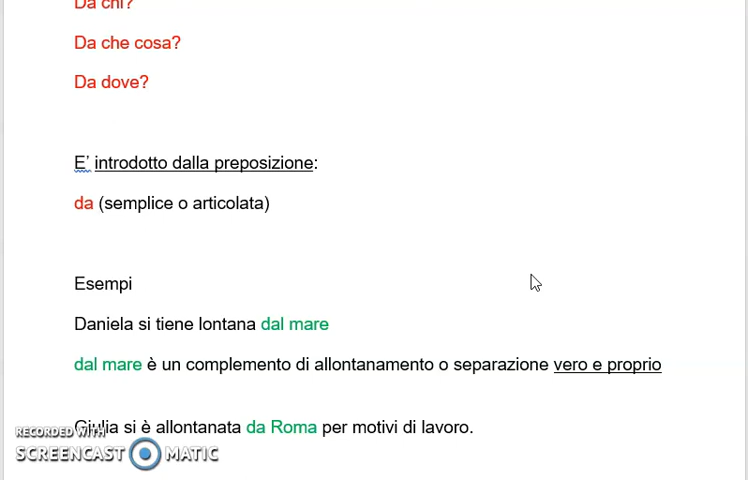 Da chi?
Da che cosa?
Da dove?
E’ introdotto dalla preposizione:
da (semplice o articolata)
Esempi
Daniela si tiene lontana dal mare
dal mare è un complemento di allontanamento o separazione vero e proprio
Giulia si è allontanata da Roma per motivi di lavoro.
RECORDED WITH
SCREENCAST MATIC